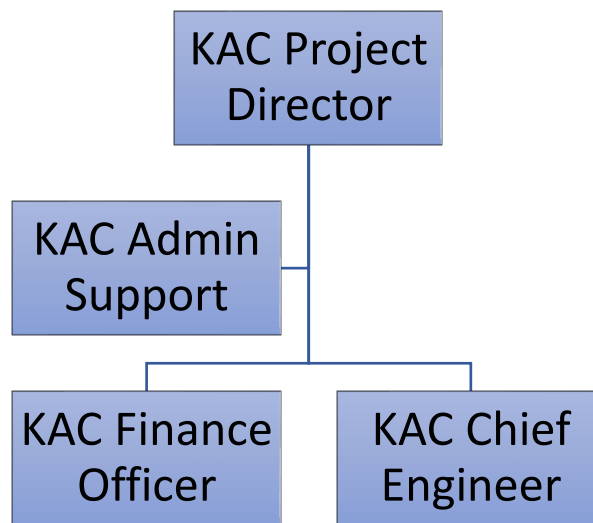 KAC Project
Director
KAC Admin
Support
KAC Finance
Officer
KAC Chief
Engineer